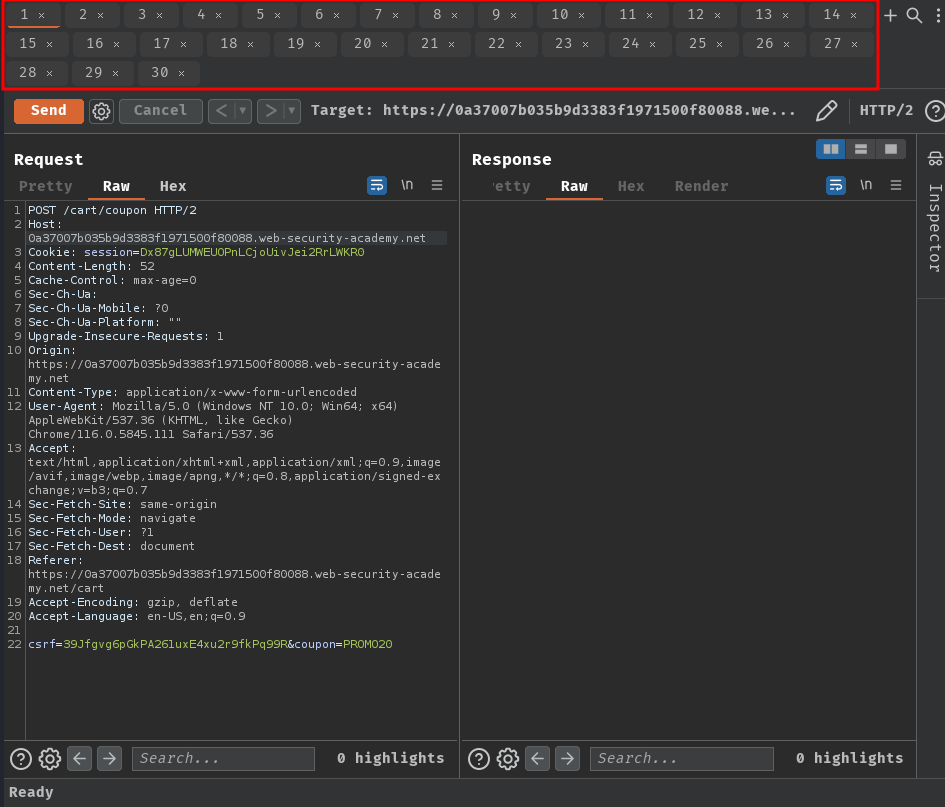 1 × 2 × 3 × 4 × 5 × 6 × 7 × 8 × 9 × 10 × 11 × 12 × 13 × 14 ×
15 × 16 × 17 × 18 × 19 × 20 × 21 × 22 × 23 × 24 × 25 × 26 × 27 ×
28 × 29 × 30 ×
Send Cancel < > Target: https://0a37007b035b9d3383f1971500f80088.we... HTTP/2
Request
Pretty Raw Hex \n
1 POST /cart/coupon HTTP/2
2 Host:
0a37007b035b9d3383f1971500f80088.web-security-academy.net
3 Cookie: session=Dx87gLUMWEUOPnLCjoUivJei2RrLWKRO
4 Content-Length: 52
5 Cache-Control: max-age=0
6 Sec-Ch-Ua:
7 Sec-Ch-Ua-Mobile: ?0
8 Sec-Ch-Ua-Platform: ""
9 Upgrade-Insecure-Requests: 1
10 Origin:
https://0a37007b035b9d3383f1971500f80088.web-security-acade
my.net
11 Content-Type: application/x-www-form-urlencoded
12 User-Agent: Mozilla/5.0 (Windows NT 10.0; Win64; x64)
AppleWebKit/537.36 (KHTML, like Gecko)
Chrome/116.0.5845.111 Safari/537.36
13 Accept:
text/html,application/xhtml+xml,application/xml;q=0.9,image
/avif,image/webp,image/apng,*/*;q=0.8,application/signed-ex
change;v=b3;q=0.7
14 Sec-Fetch-Site: same-origin
15 Sec-Fetch-Mode: navigate
16 Sec-Fetch-User: ?1
17 Sec-Fetch-Dest: document
18 Referer:
https://0a37007b035b9d3383f1971500f80088.web-security-acade
my.net/cart
19 Accept-Encoding: gzip, deflate
20 Accept-Language: en-US,en;q=0.9
21
22 csrf=39Jfgvg6pGkPA261uxE4xu2r9fkPq99R&coupon=PROMO20
Search... 0 highlights
Response
etty Raw Hex Render \n
Search... 0 highlights
Inspector
Ready